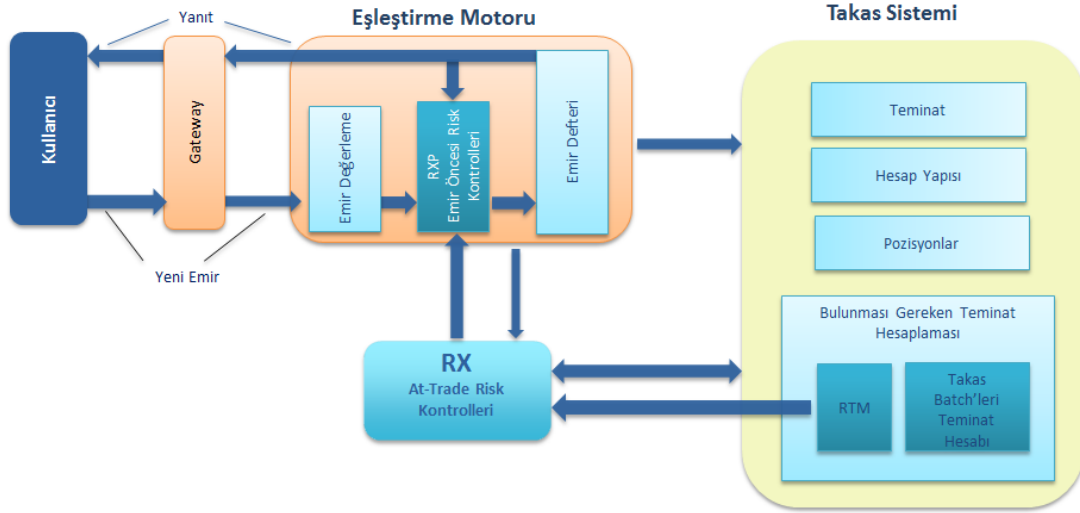 Yanıt
Eşleştirme Motoru
Takas Sistemi
Kullanıcı
Gateway
Emir Değerleme
RXP
Emir Öncesi Risk
Kontrolleri
Emir Defteri
Yeni Emir
Teminat
Hesap Yapısı
Pozisyonlar
Bulunması Gereken Teminat
Hesaplaması
RTM
Takas
Batch’leri
Teminat
Hesabı
RX
At-Trade Risk
Kontrolleri